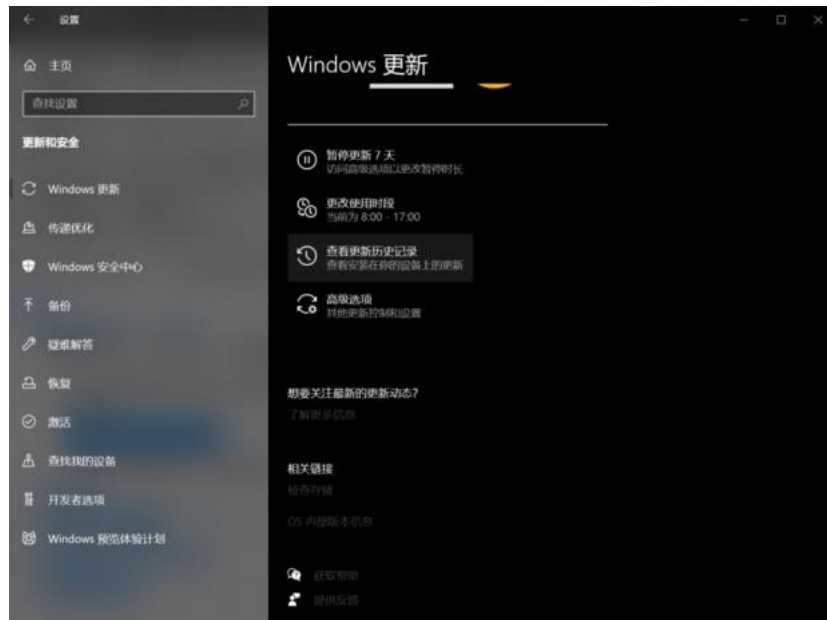 设置
主页
查找设置
更新和安全
Windows 更新
传递优化
Windows 安全中心
备份
疑难解答
恢复
激活
查找我的设备
开发者选项
Windows 预览体验计划
Windows 更新
暂停更新 7 天
访问高级选项以更改暂停时长
更改使用时段
当前为 8:00 - 17:00
查看更新历史记录
查看安装在你的设备上的更新
高级选项
其他更新控制和设置
想要关注最新的更新动态?
了解更多信息
相关链接
检查存储
OS 内部版本信息
获取帮助
提供反馈